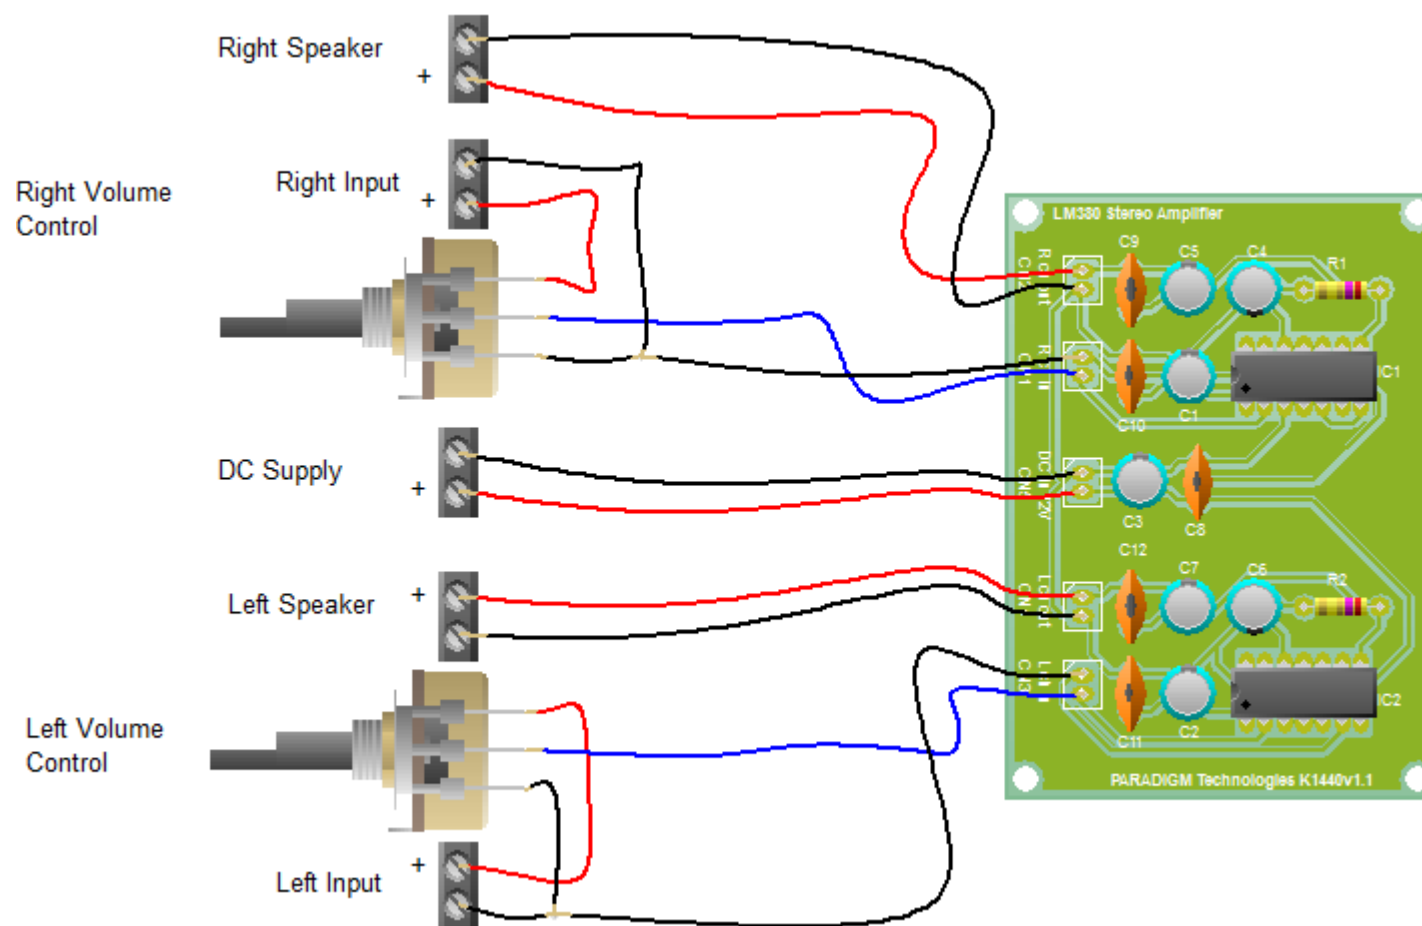 Right Speaker
+
Right Input
+
Right Volume
Control
DC Supply
+
Left Speaker
+
Left Volume
Control
+
Left Input
LM380 Stereo Amplifier
C9
C5
C4
R1
C10
C1
IC1
C3
C8
C12
C7
C6
R2
C11
C2
IC2
PARADIGM Technologies K1440v1.1